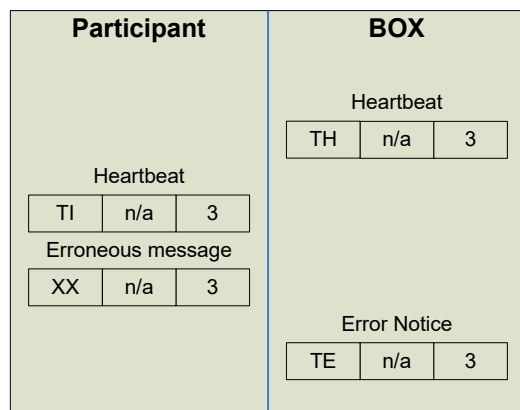 Participant
BOX
Heartbeat
TH n/a 3
Heartbeat
TI n/a 3
Erroneous message
XX n/a 3
Error Notice
TE n/a 3